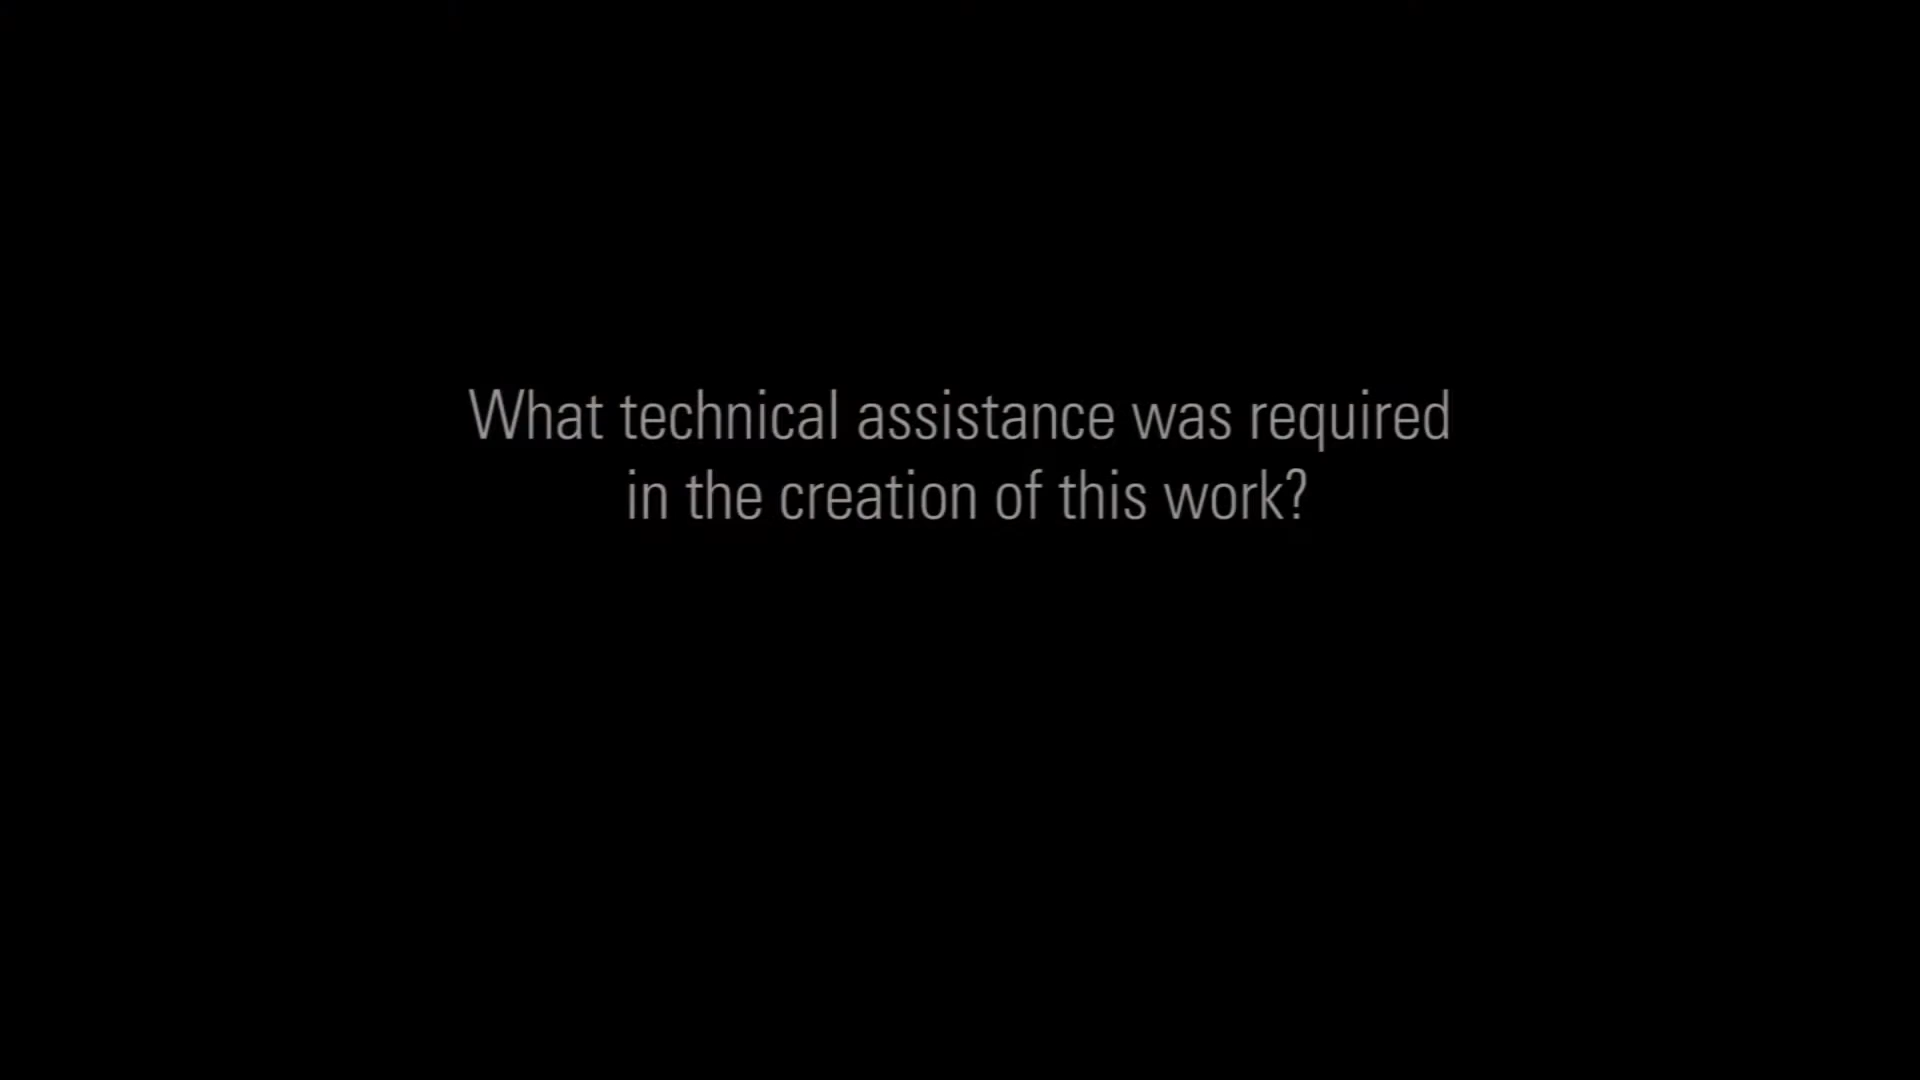 What technical assistance was required
in the creation of this work?